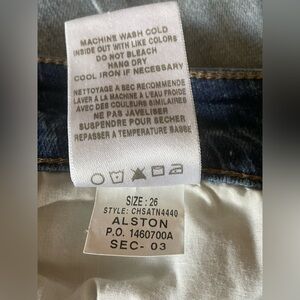 MACHINE WASH COLD
INSIDE OUT WITH LIKE COLORS
DO NOT BLEACH
HANG DRY
COOL IRON IF NECESSARY
NETTOYAGE A SEC RECOMMENDE
LAVER A LA MACHINE A L'EAU FROIDE
AVEC DES COULEURS SIMILAIRES
NE PAS JAVELISER
SUSPENDRE POUR SECHER
REPASSER A TEMPERATURE BASSE
SIZE : 26
STYLE: CHSATN4440
ALSTON
P.O. 1460700A
SEC- 03